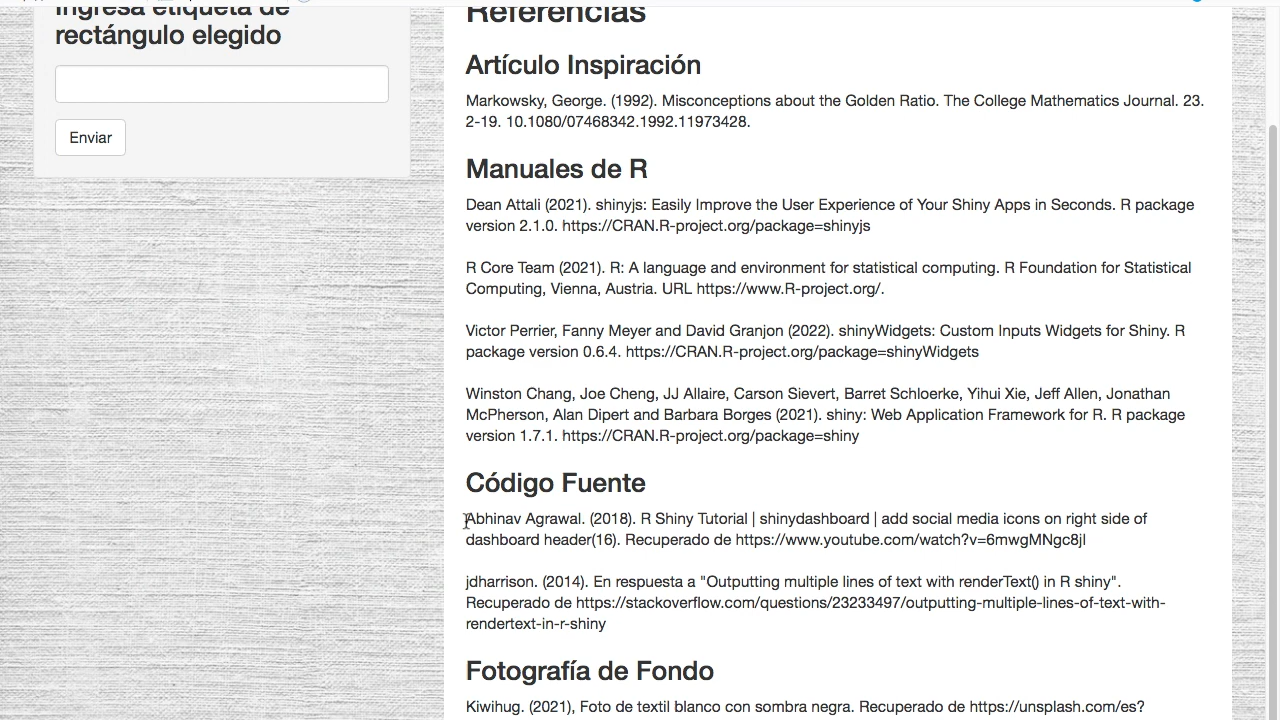 Ingresa etiqueta de
rectángulo elegido
Enviar
Referencias
Artículo Inspiración
Markowsky, George. (1992). Misconceptions about the Golden Ratio. The College Mathematics Journal. 23.
2-19. 10.1080/07468342.1992.11973428.
Manuales de R
Dean Attali (2021). shinyjs: Easily Improve the User Experience of Your Shiny Apps in Seconds. R package
version 2.1.0. https://CRAN.R-project.org/package=shinyjs
R Core Team (2021). R: A language and environment for statistical computing. R Foundation for Statistical
Computing, Vienna, Austria. URL https://www.R-project.org/.
Victor Perrier, Fanny Meyer and David Granjon (2022). shinyWidgets: Custom Inputs Widgets for Shiny. R
package version 0.6.4. https://CRAN.R-project.org/package=shinyWidgets
Winston Chang, Joe Cheng, JJ Allaire, Carson Sievert, Barret Schloerke, Yihui Xie, Jeff Allen, Jonathan
McPherson, Alan Dipert and Barbara Borges (2021). shiny: Web Application Framework for R. R package
version 1.7.1. https://CRAN.R-project.org/package=shiny
Código Fuente
Abhinav Agrawal. (2018). R Shiny Tutorial | shinydashboard | add social media icons on right side of
dashboard header(16). Recuperado de https://www.youtube.com/watch?v=6mwgMNgc8jI
jdharrison. (2014). En respuesta a "Outputting multiple lines of text with renderText() in R shiny".
Recuperado de https://stackoverflow.com/questions/23233497/outputting-multiple-lines-of-text-with-
rendertext-in-r-shiny
Fotografía de Fondo
Kiwihug. (2021), Foto de textil blanco con sombra negra. Recuperado de https://unsplash.com/es?